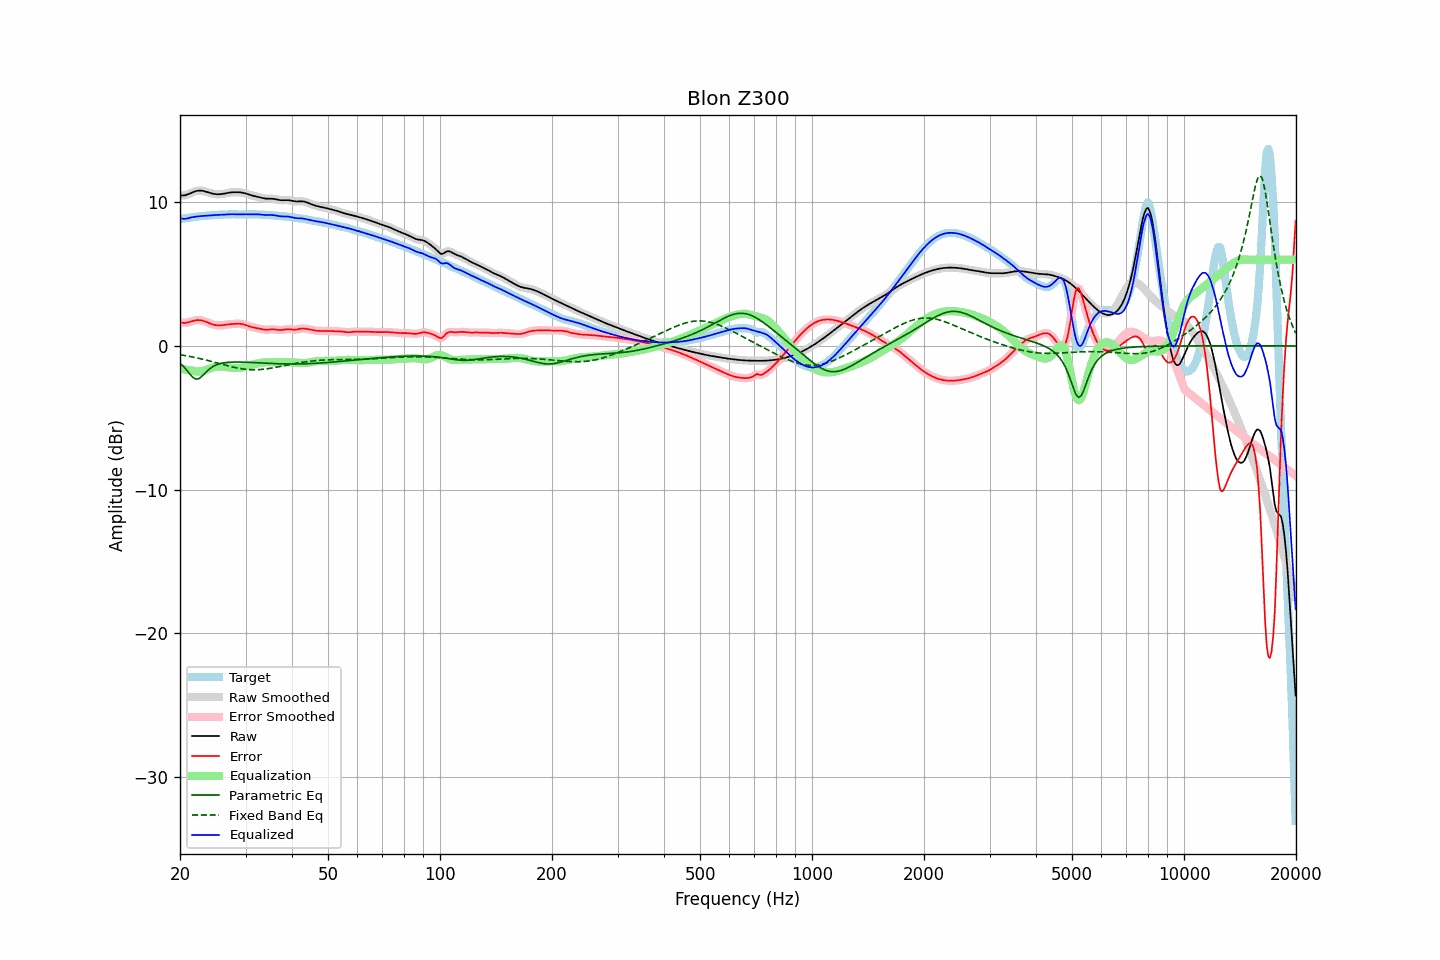 Blon Z300
Amplitude (dBr)
10
0
−10
−20
−30
Target
Raw Smoothed
Error Smoothed
Raw
Error
Equalization
Parametric Eq
Fixed Band Eq
Equalized
20 50 100 200 500 1000 2000 5000 10000 20000
Frequency (Hz)